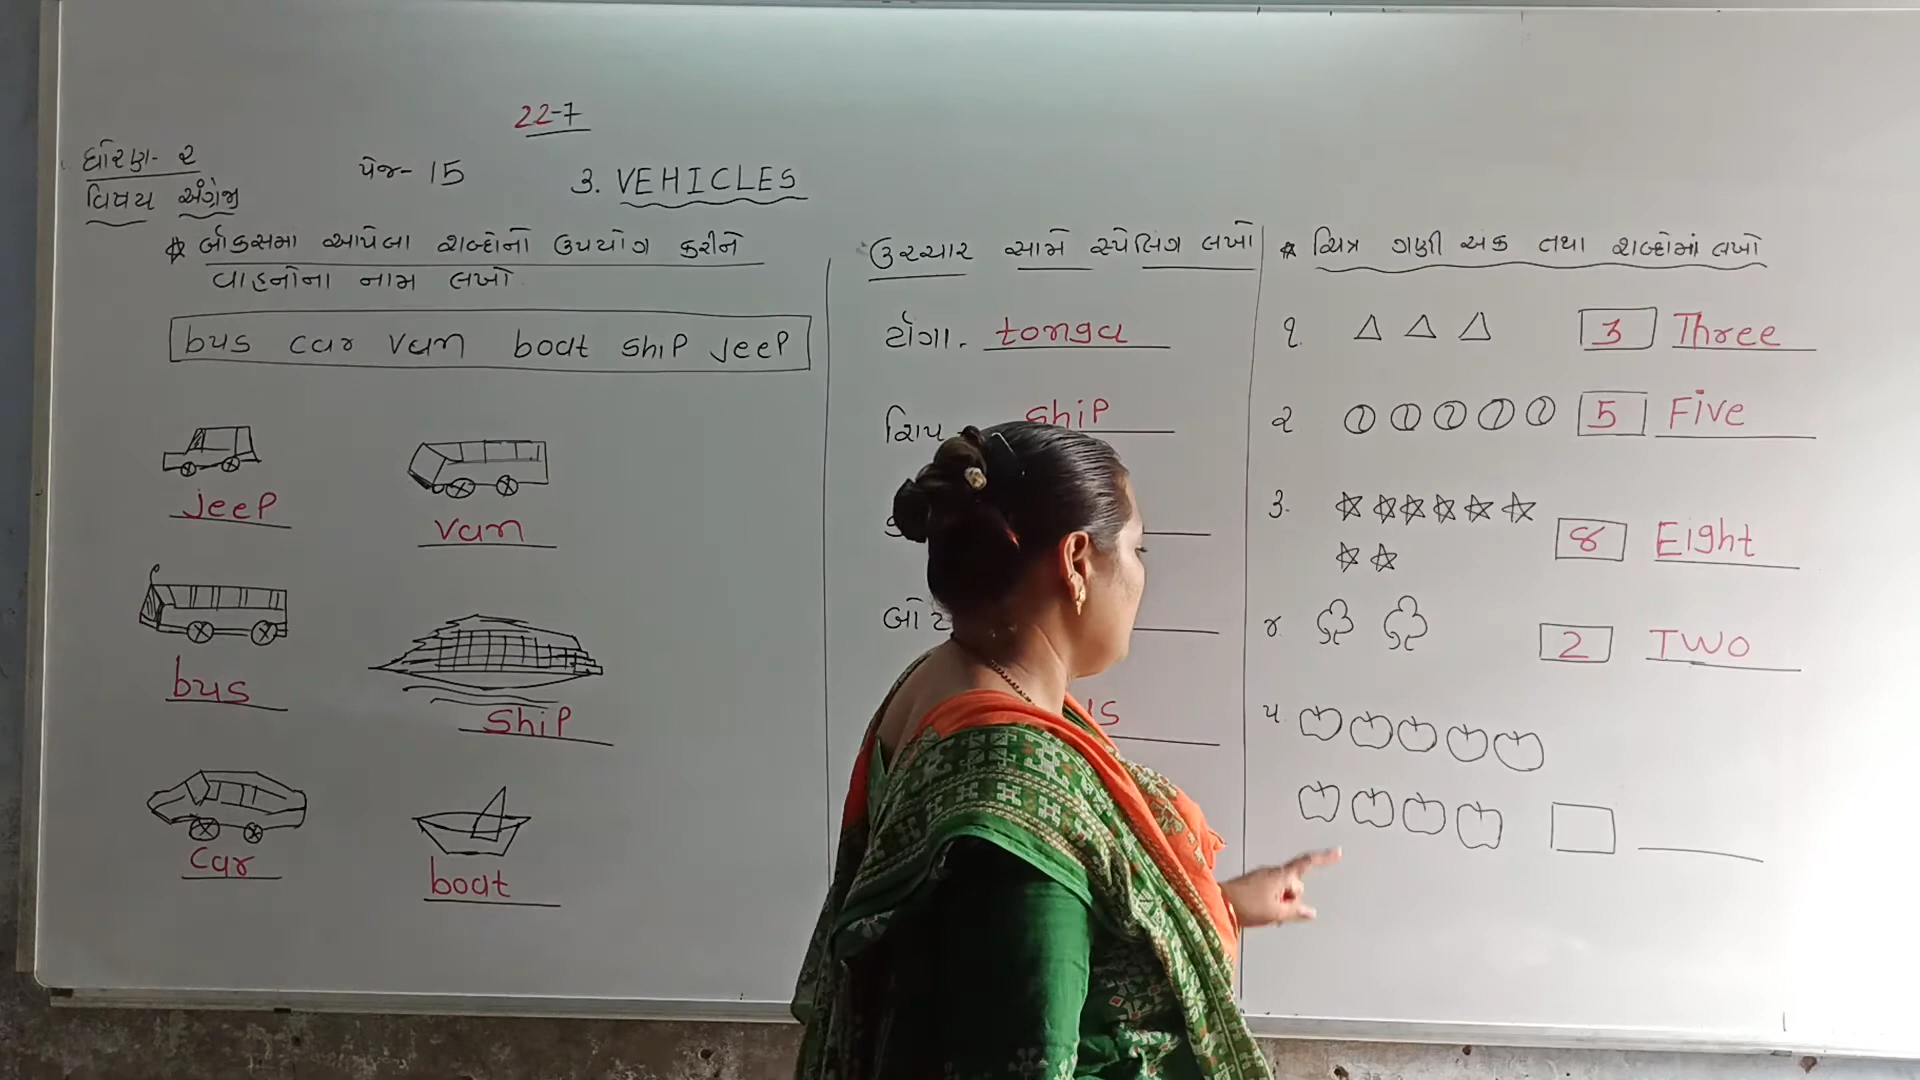 22-7
ધોરણ- ૨
વિષય અંગ્રેજી
પેજ- 15
3. VEHICLES
* બોક્સમા આપેલા શબ્દોનો ઉપયોગ કરીને
વાહનોના નામ લખો.
bus car van boat ship jeep
jeep
van
bus
ship
car
boat
ઉચ્ચાર સામે સ્પેલિંગ લખો
ટોંગા. tonga
શિપ - ship
બોટ
* ચિત્ર ગણી અંક તથા શબ્દોમાં લખો
૧. 3 Three
૨ 5 Five
૩. 8 Eight
૪. 2 TWO
૫